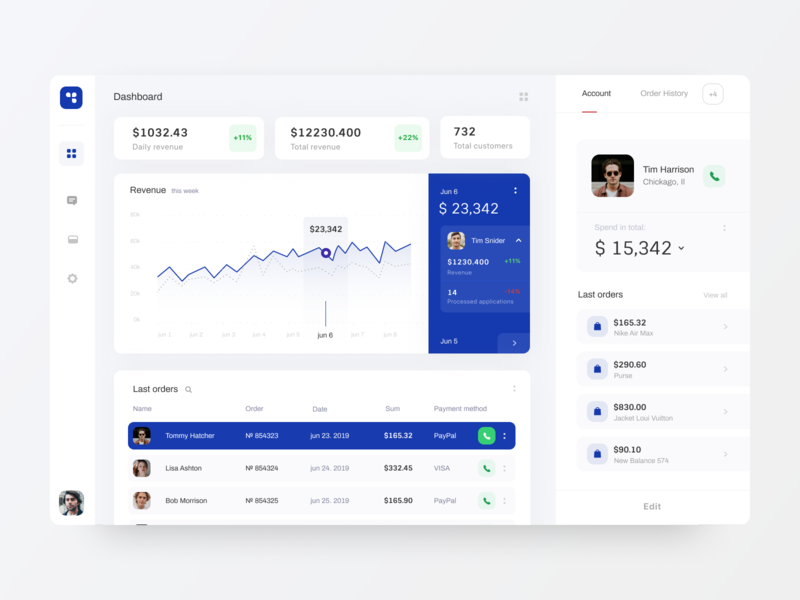 Dashboard
$1032.43
Daily revenue
+11%
$12230.400
Total revenue
+22%
732
Total customers
Revenue this week
80k
60k
40k
20k
0k
$23,342
jun 1 jun 2 jun 3 jun 4 jun 5 jun 6 jun 7 jun 8
Jun 6
$ 23,342
Tim Snider
$1230.400 +11%
Revenue
14 -14%
Processed applications
Jun 5
Last orders
Name Order Date Sum Payment method
Tommy Hatcher № 854323 jun 23. 2019 $165.32 PayPal
Lisa Ashton № 854324 jun 24. 2019 $332.45 VISA
Bob Morrison № 854325 jun 25. 2019 $165.90 PayPal
Account Order History +4
Tim Harrison
Chickago, Il
Spend in total:
$ 15,342
Last orders View all
$165.32
Nike Air Max
$290.60
Purse
$830.00
Jacket Loui Vuitton
$90.10
New Balance 574
Edit